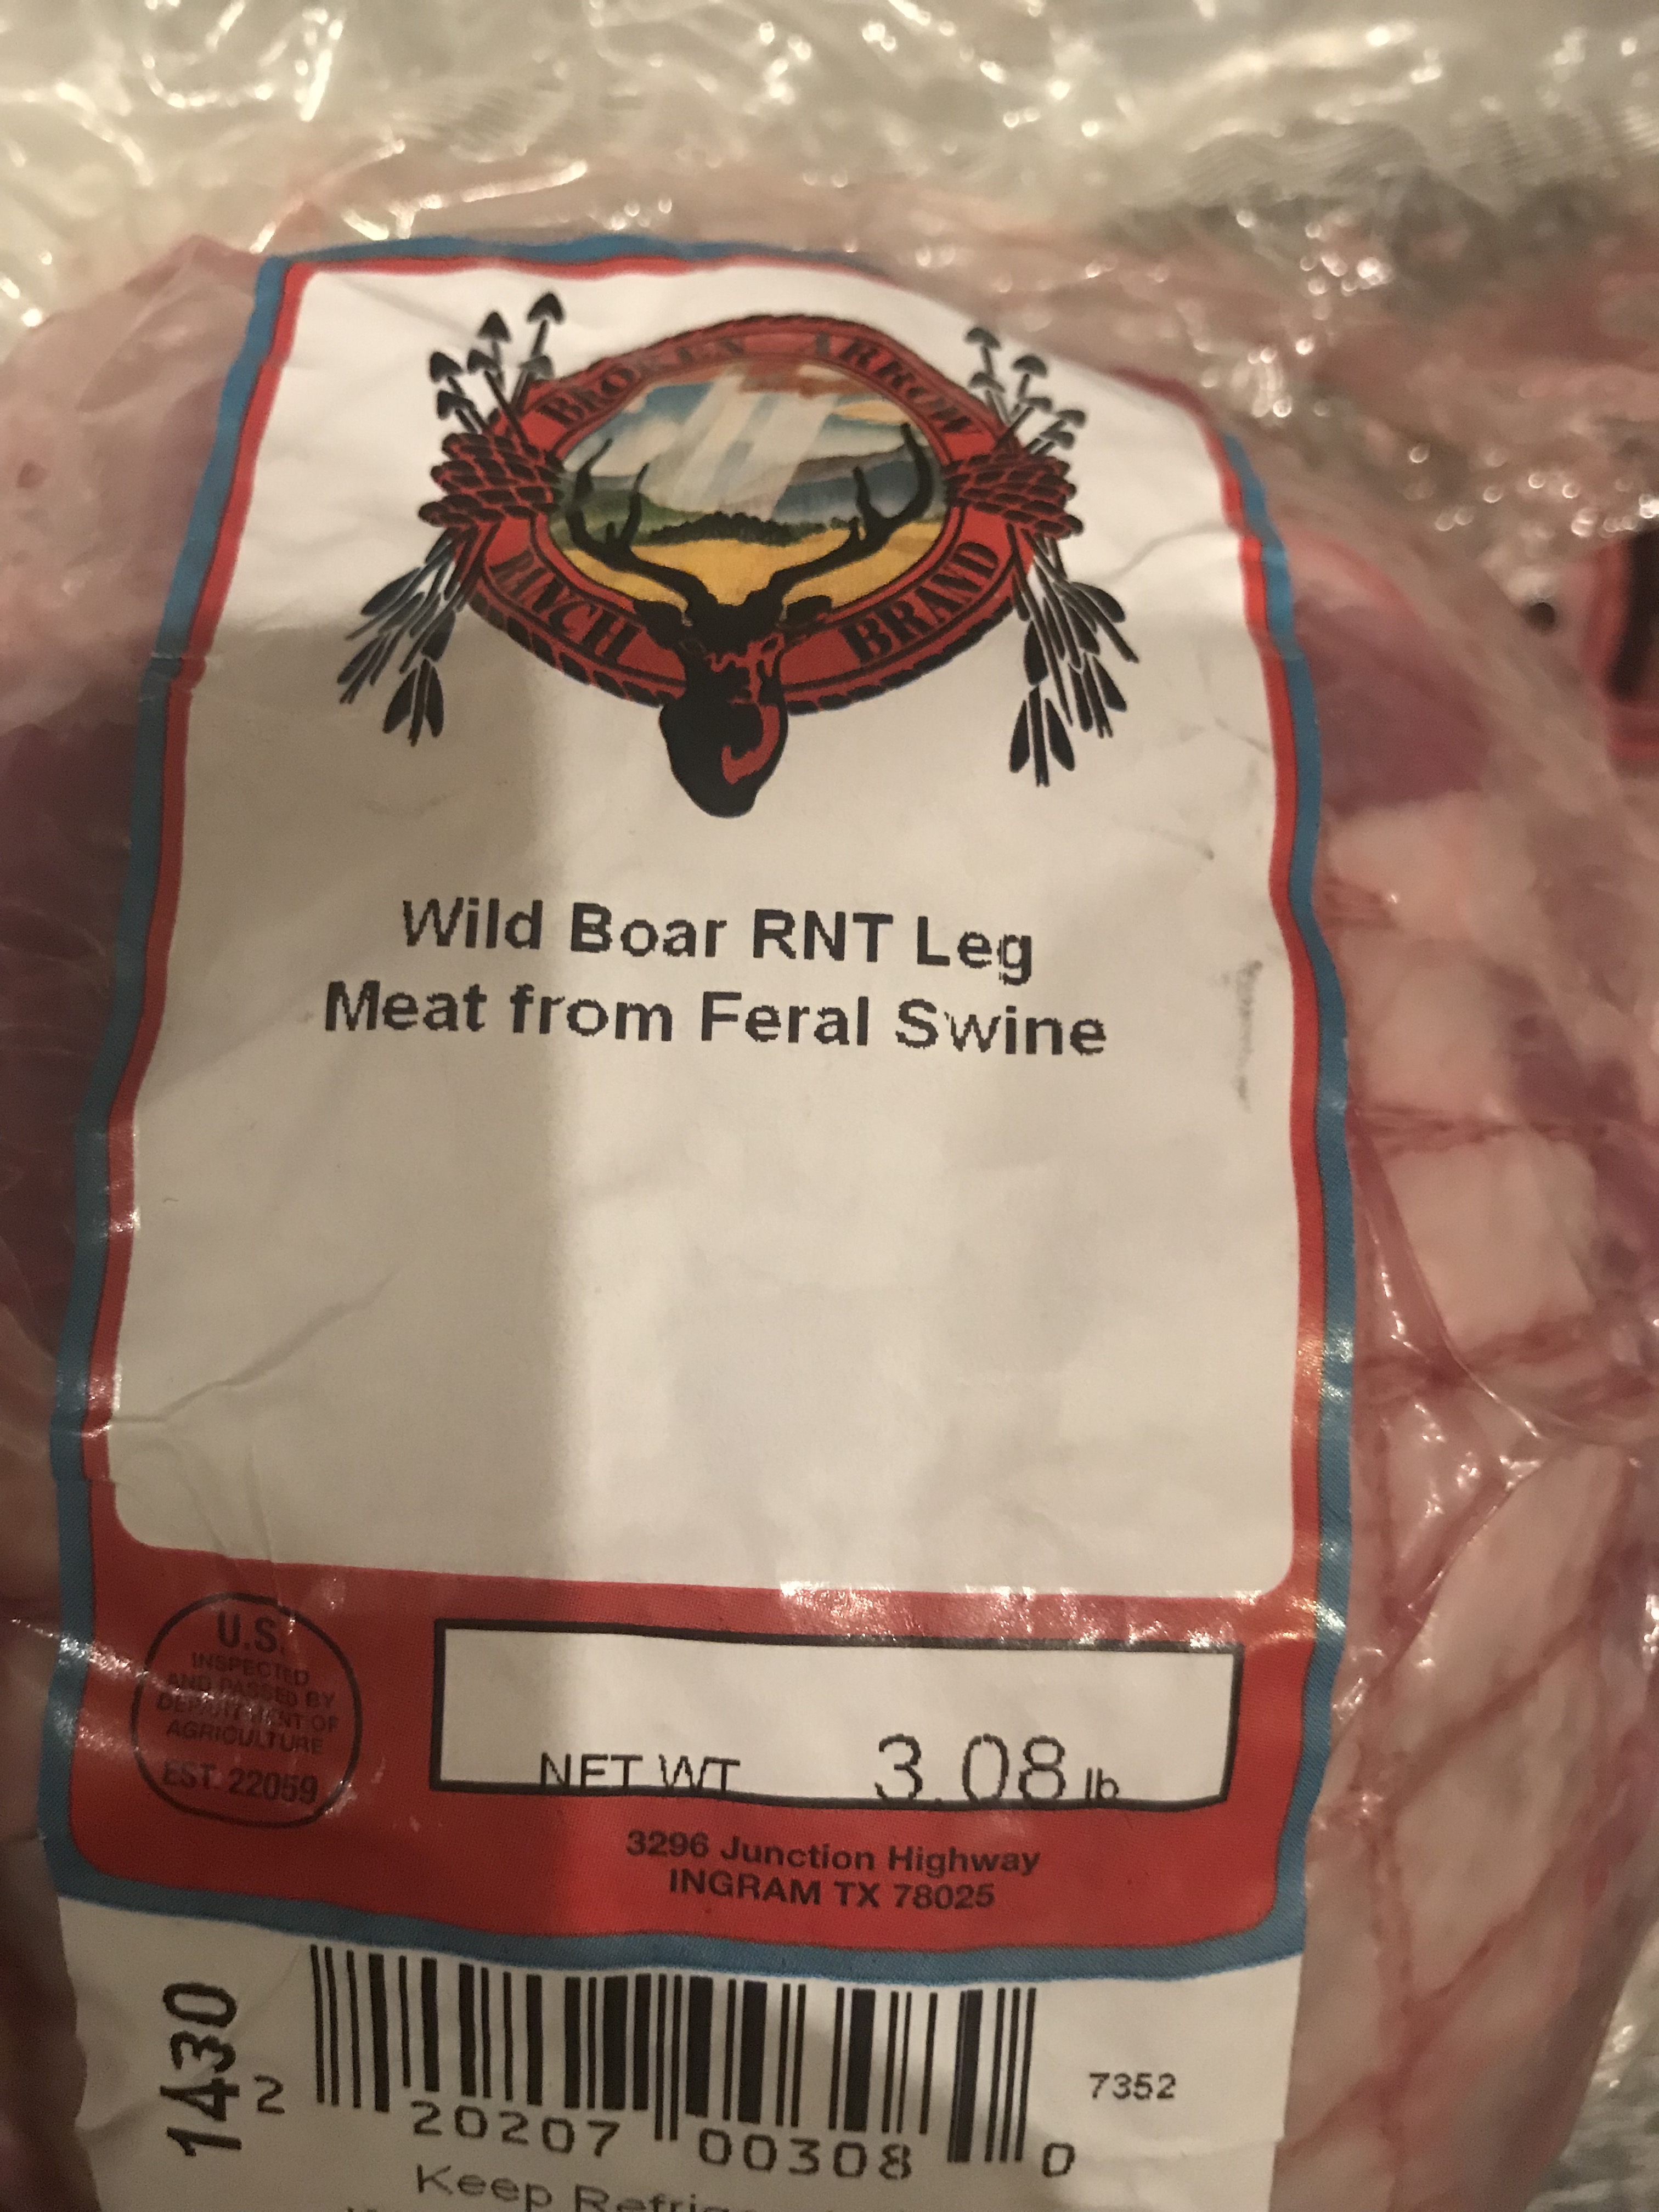 BROKEN ARROW
RANCH BRAND
Wild Boar RNT Leg
Meat from Feral Swine
U.S.
INSPECTED
AND PASSED BY
DEPARTMENT OF
AGRICULTURE
EST. 22059
NET WT 3.08 lb
3296 Junction Highway
INGRAM TX 78025
1430
7352
2 20207 00308 0
Keep